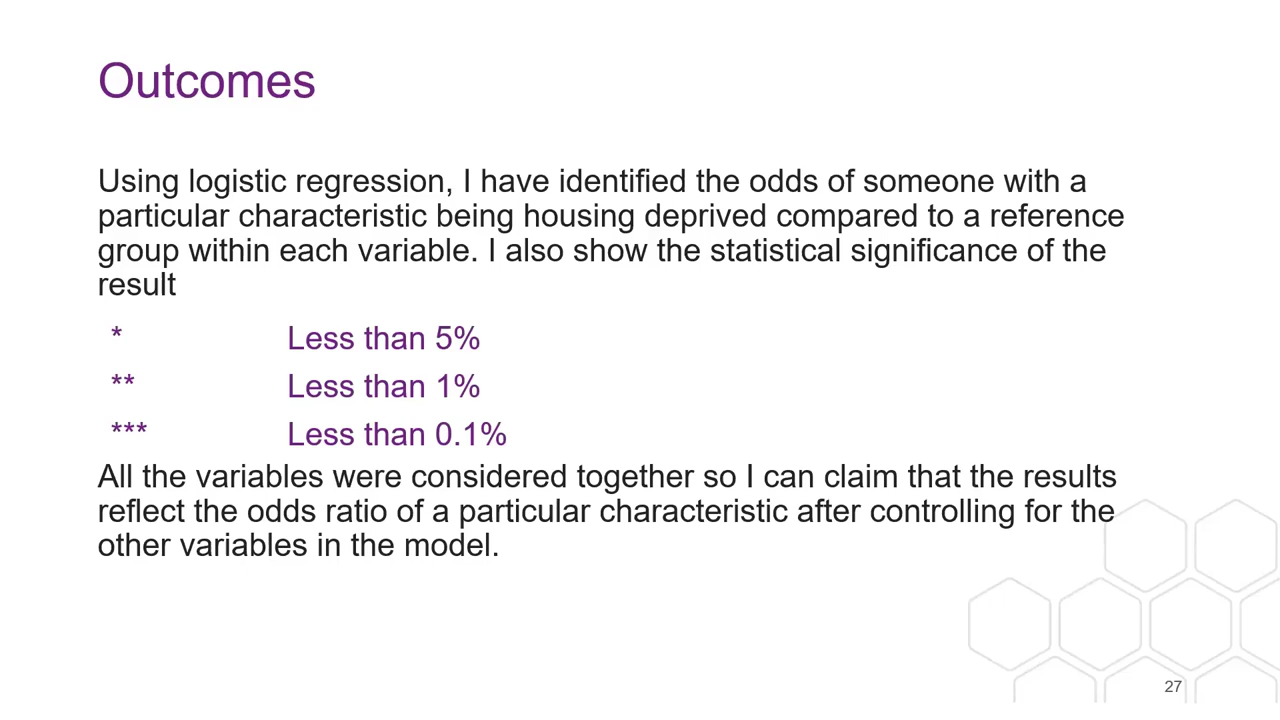 Outcomes
Using logistic regression, I have identified the odds of someone with a
particular characteristic being housing deprived compared to a reference
group within each variable. I also show the statistical significance of the
result
* Less than 5%
** Less than 1%
*** Less than 0.1%
All the variables were considered together so I can claim that the results
reflect the odds ratio of a particular characteristic after controlling for the
other variables in the model.
27